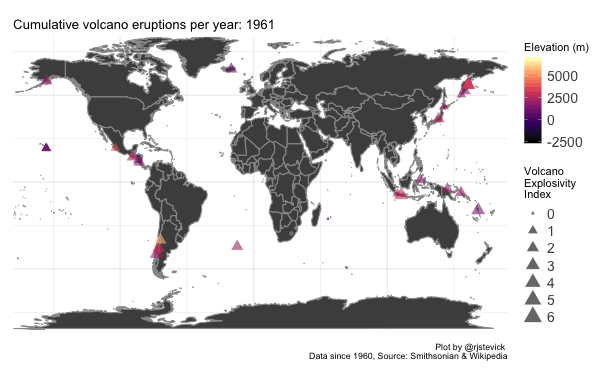 Cumulative volcano eruptions per year: 1961
Elevation (m)
5000
2500
0
-2500
Volcano
Explosivity
Index
0
1
2
3
4
5
6
Plot by @rjstevick
Data since 1960, Source: Smithsonian & Wikipedia